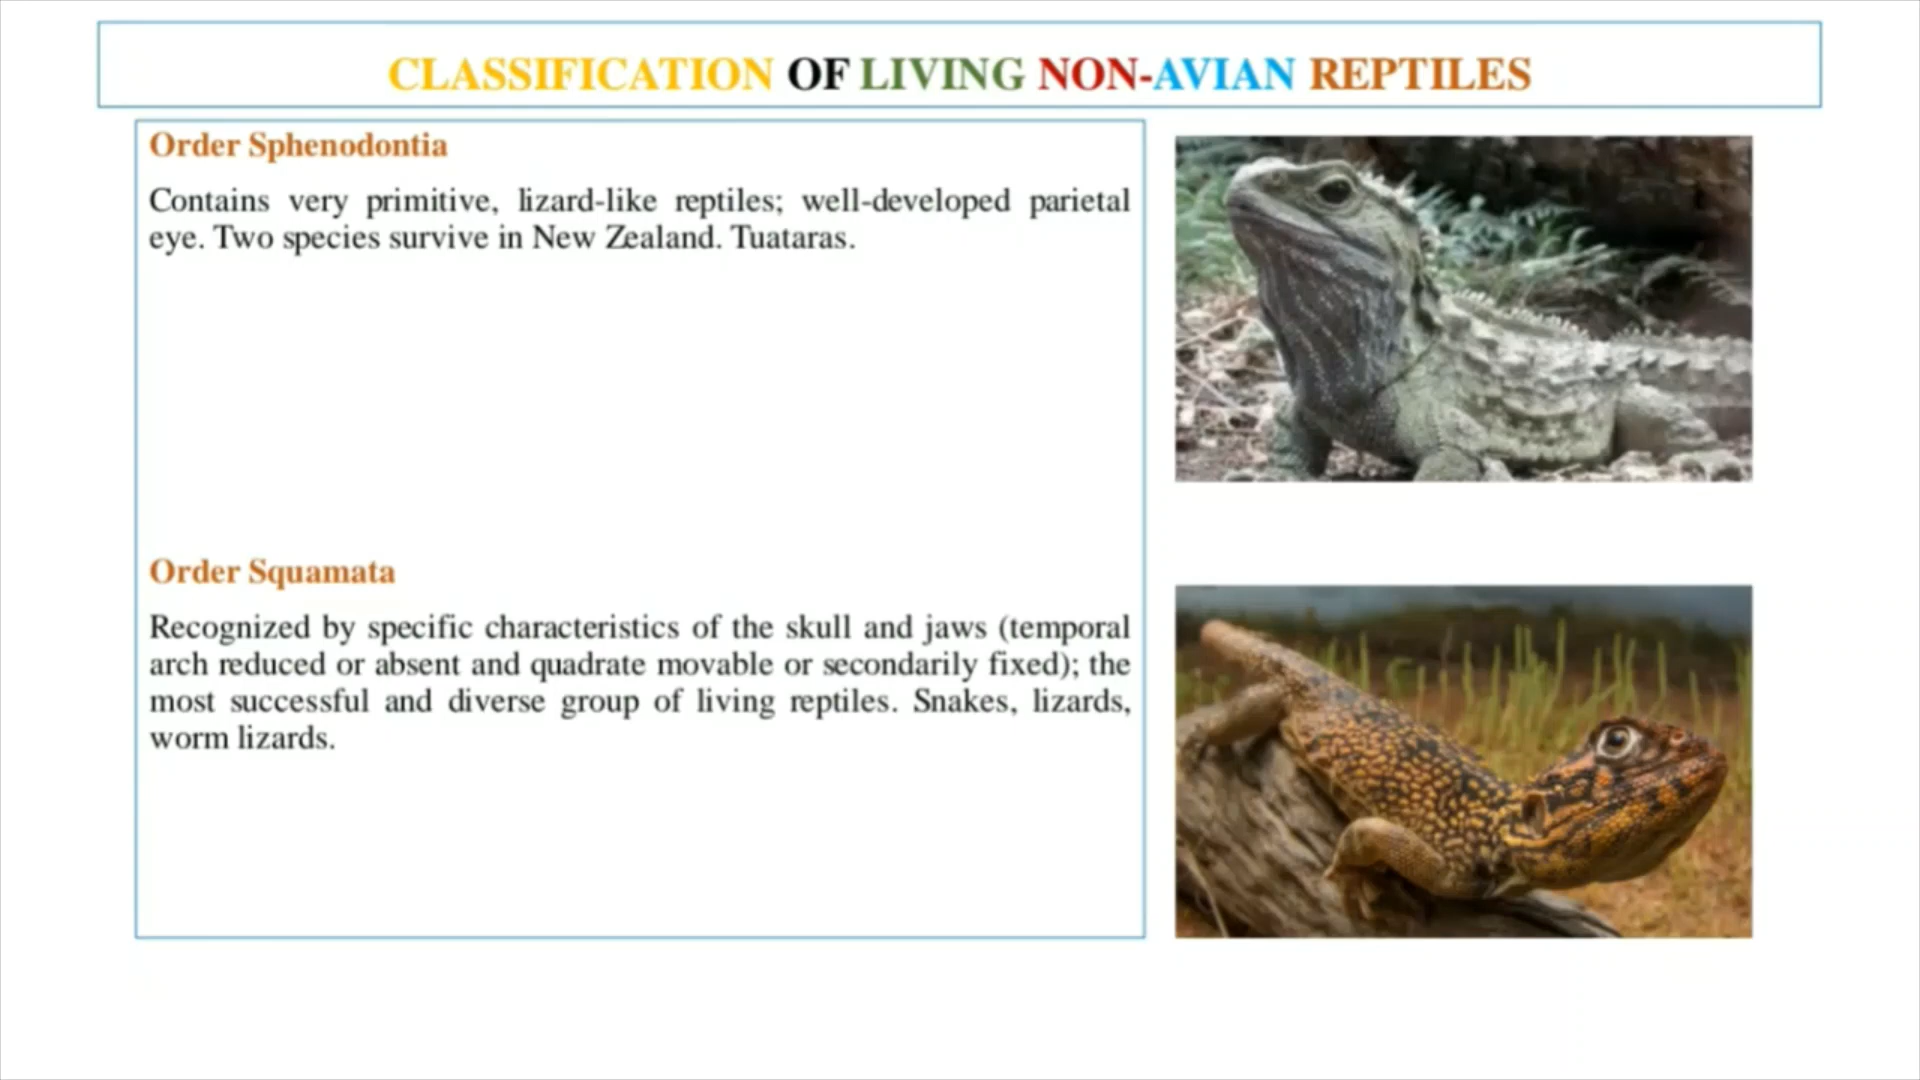 CLASSIFICATION OF LIVING NON-AVIAN REPTILES
Order Sphenodontia
Contains very primitive, lizard-like reptiles; well-developed parietal
eye. Two species survive in New Zealand. Tuataras.
Order Squamata
Recognized by specific characteristics of the skull and jaws (temporal
arch reduced or absent and quadrate movable or secondarily fixed); the
most successful and diverse group of living reptiles. Snakes, lizards,
worm lizards.